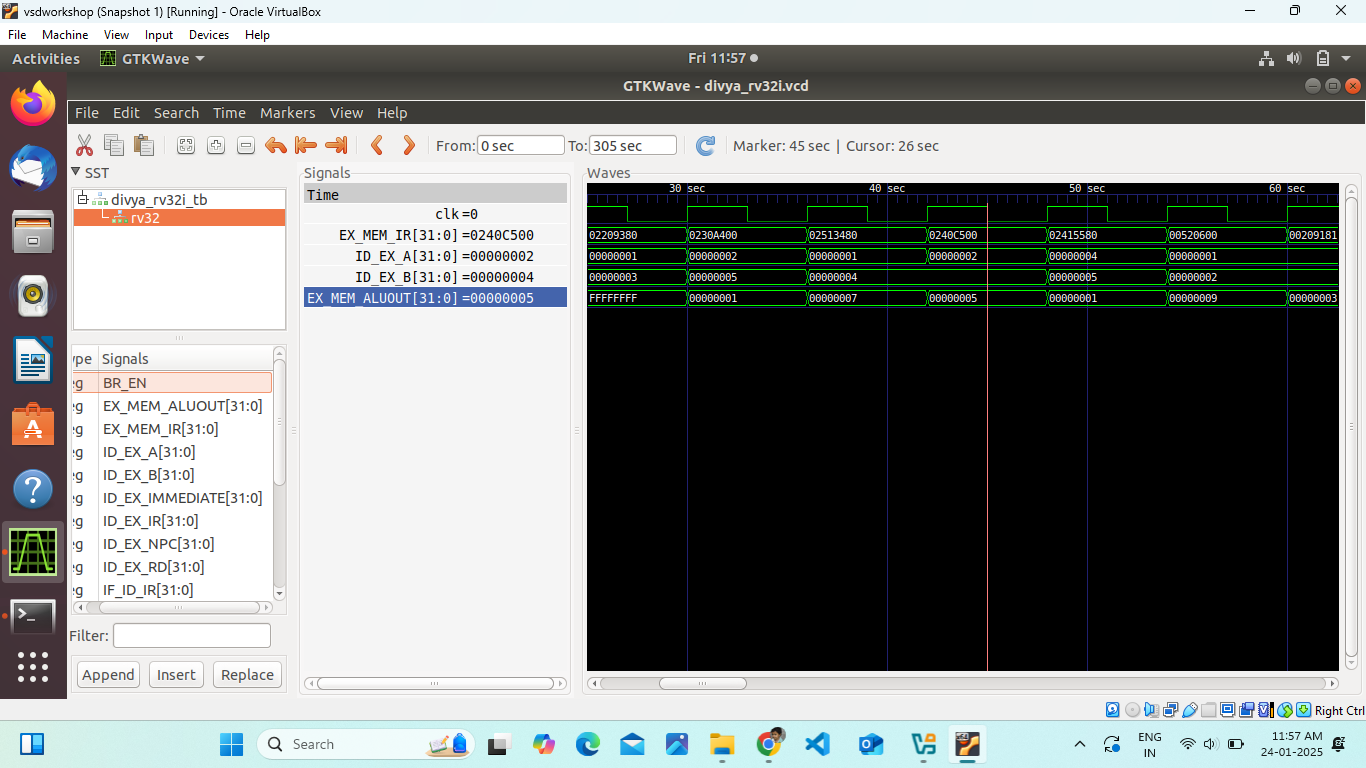 vsdworkshop (Snapshot 1) [Running] - Oracle VirtualBox
File Machine View Input Devices Help
Activities GTKWave Fri 11:57
GTKWave - divya_rv32i.vcd
File Edit Search Time Markers View Help
From: 0 sec To: 305 sec Marker: 45 sec | Cursor: 26 sec
SST
divya_rv32i_tb
rv32
ype Signals
eg BR_EN
eg EX_MEM_ALUOUT[31:0]
eg EX_MEM_IR[31:0]
eg ID_EX_A[31:0]
eg ID_EX_B[31:0]
eg ID_EX_IMMEDIATE[31:0]
eg ID_EX_IR[31:0]
eg ID_EX_NPC[31:0]
eg ID_EX_RD[31:0]
eg IF_ID_IR[31:0]
Filter:
Append Insert Replace
Signals
Time
clk=0
EX_MEM_IR[31:0]=0240C500
ID_EX_A[31:0]=00000002
ID_EX_B[31:0]=00000004
EX_MEM_ALUOUT[31:0]=00000005
Waves
30 sec 40 sec 50 sec 60 sec
02209380 0230A400 02513480 0240C500 02415580 00520600 00209181
00000001 00000002 00000001 00000002 00000004 00000001
00000003 00000005 00000004 00000005 00000002
FFFFFFFF 00000001 00000007 00000005 00000001 00000009 00000003
Right Ctrl
Search
ENG
IN
11:57 AM
24-01-2025